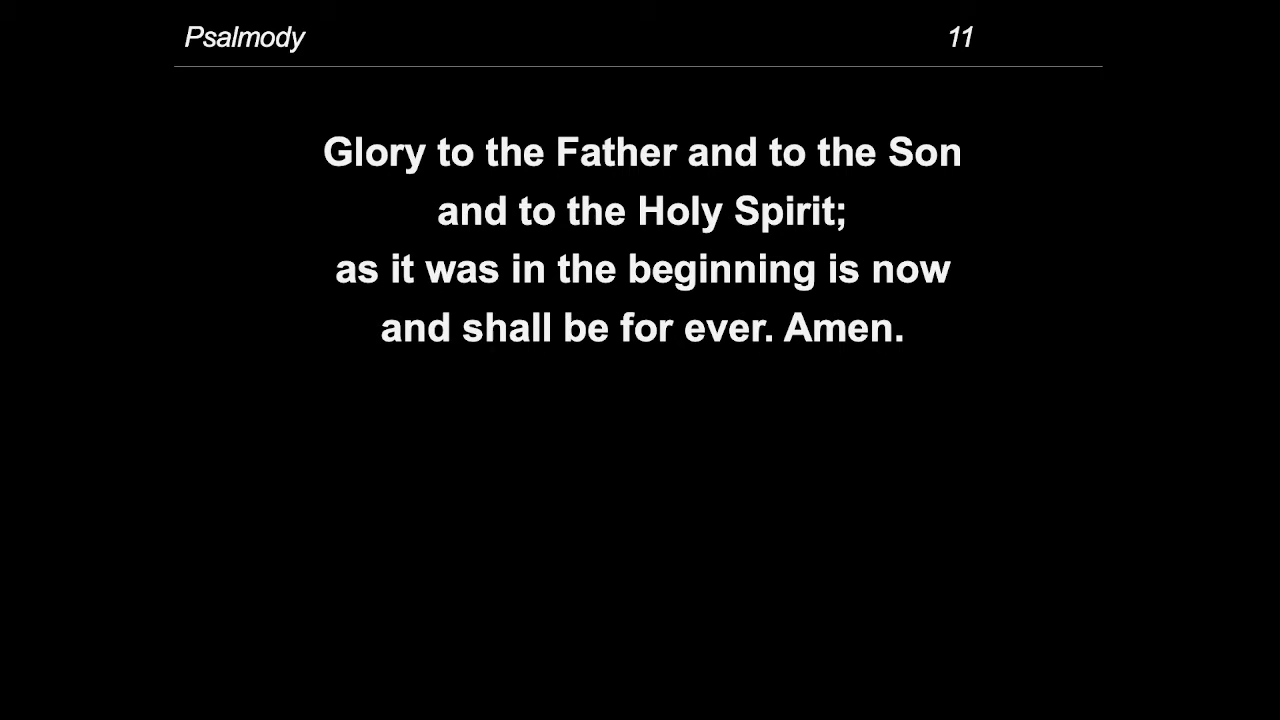 Psalmody 11
Glory to the Father and to the Son
and to the Holy Spirit;
as it was in the beginning is now
and shall be for ever. Amen.